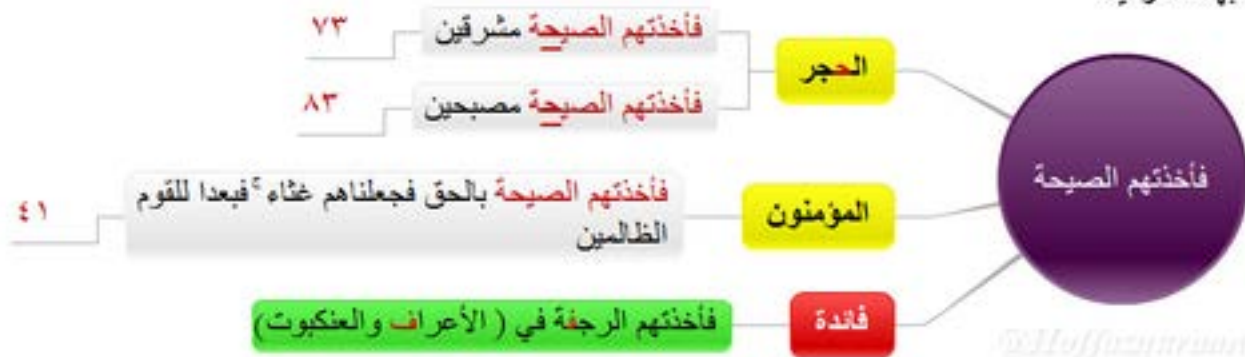 فأخذتهم الصيحة
الحجر
فأخذتهم الصيحة مشرقين
٧٣
فأخذتهم الصيحة مصبحين
٨٣
المؤمنون
فأخذتهم الصيحة بالحق فجعلناهم غثاء ۚ فبعدا للقوم
الظالمين
٤١
فائدة
فأخذتهم الرجفة في ( الأعراف والعنكبوت)